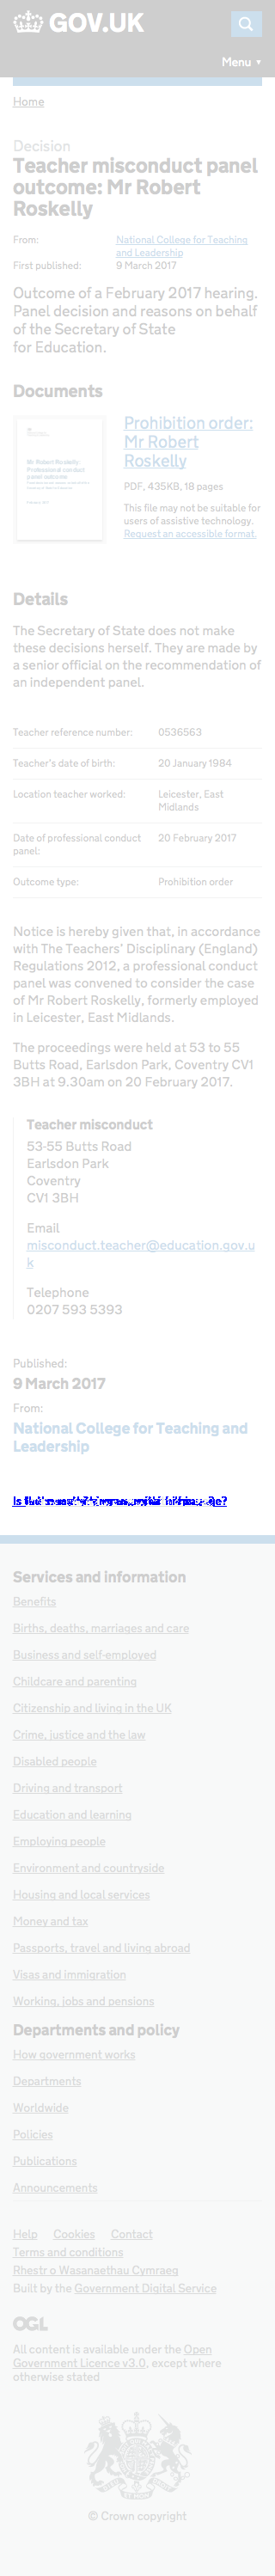 GOV.UK
Menu ▼
Home
Decision
Teacher misconduct panel
outcome: Mr Robert
Roskelly
From: National College for Teaching
and Leadership
First published: 9 March 2017
Outcome of a February 2017 hearing.
Panel decision and reasons on behalf
of the Secretary of State
for Education.
Documents
Mr Robert Roskelly:
Professional conduct
panel outcome
Prohibition order:
Mr Robert
Roskelly
PDF, 435KB, 18 pages
This file may not be suitable for
users of assistive technology.
Request an accessible format.
Details
The Secretary of State does not make
these decisions herself. They are made by
a senior official on the recommendation of
an independent panel.
Teacher reference number: 0536563
Teacher's date of birth: 20 January 1984
Location teacher worked: Leicester, East
Midlands
Date of professional conduct 20 February 2017
panel:
Outcome type: Prohibition order
Notice is hereby given that, in accordance
with The Teachers' Disciplinary (England)
Regulations 2012, a professional conduct
panel was convened to consider the case
of Mr Robert Roskelly, formerly employed
in Leicester, East Midlands.
The proceedings were held at 53 to 55
Butts Road, Earlsdon Park, Coventry CV1
3BH at 9.30am on 20 February 2017.
Teacher misconduct
53-55 Butts Road
Earlsdon Park
Coventry
CV1 3BH
Email
misconduct.teacher@education.gov.u
k
Telephone
0207 593 5393
Published:
9 March 2017
From:
National College for Teaching and
Leadership
Services and information
Benefits
Births, deaths, marriages and care
Business and self-employed
Childcare and parenting
Citizenship and living in the UK
Crime, justice and the law
Disabled people
Driving and transport
Education and learning
Employing people
Environment and countryside
Housing and local services
Money and tax
Passports, travel and living abroad
Visas and immigration
Working, jobs and pensions
Departments and policy
How government works
Departments
Worldwide
Policies
Publications
Announcements
Help Cookies Contact
Terms and conditions
Rhestr o Wasanaethau Cymraeg
Built by the Government Digital Service
OGL
All content is available under the Open
Government Licence v3.0, except where
otherwise stated
© Crown copyright